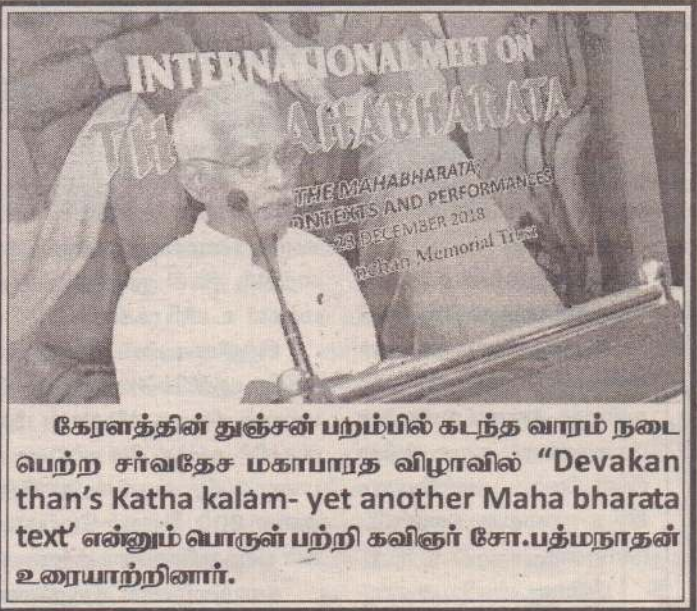 INTERNATIONAL MEET ON
THE MAHABHARATA
THE MAHABHARATA;
CONTEXTS AND PERFORMANCES
23 DECEMBER 2018
Memorial Trust
கேரளத்தின் துஞ்சன் பறம்பில் கடந்த வாரம் நடை
பெற்ற சர்வதேச மகாபாரத விழாவில் “Devakan
than's Katha kalam- yet another Maha bharata
text' என்னும் பொருள் பற்றி கவிஞர் சோ.பத்மநாதன்
உரையாற்றினார்.